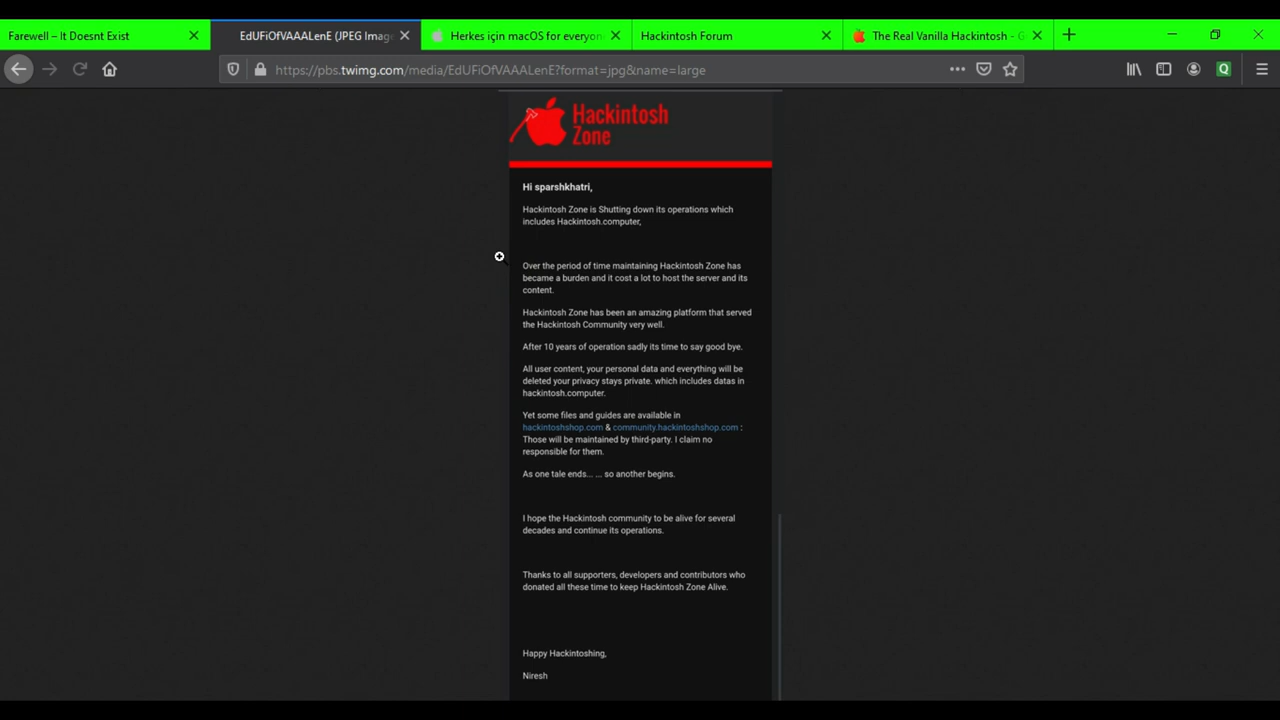 Farewell – It Doesnt Exist
EdUFiOfVAAALenE (JPEG Imag
Herkes için macOS for everyon
Hackintosh Forum
The Real Vanilla Hackintosh - G
https://pbs.twimg.com/media/EdUFiOfVAAALenE?format=jpg&name=large
Hackintosh
Zone
Hi sparshkhatri,
Hackintosh Zone is Shutting down its operations which
includes Hackintosh.computer,
Over the period of time maintaining Hackintosh Zone has
became a burden and it cost a lot to host the server and its
content.
Hackintosh Zone has been an amazing platform that served
the Hackintosh Community very well.
After 10 years of operation sadly its time to say good bye.
All user content, your personal data and everything will be
deleted your privacy stays private. which includes datas in
hackintosh.computer.
Yet some files and guides are available in
hackintoshshop.com & community.hackintoshshop.com :
Those will be maintained by third-party. I claim no
responsible for them.
As one tale ends... ... so another begins.
I hope the Hackintosh community to be alive for several
decades and continue its operations.
Thanks to all supporters, developers and contributors who
donated all these time to keep Hackintosh Zone Alive.
Happy Hackintoshing,
Niresh